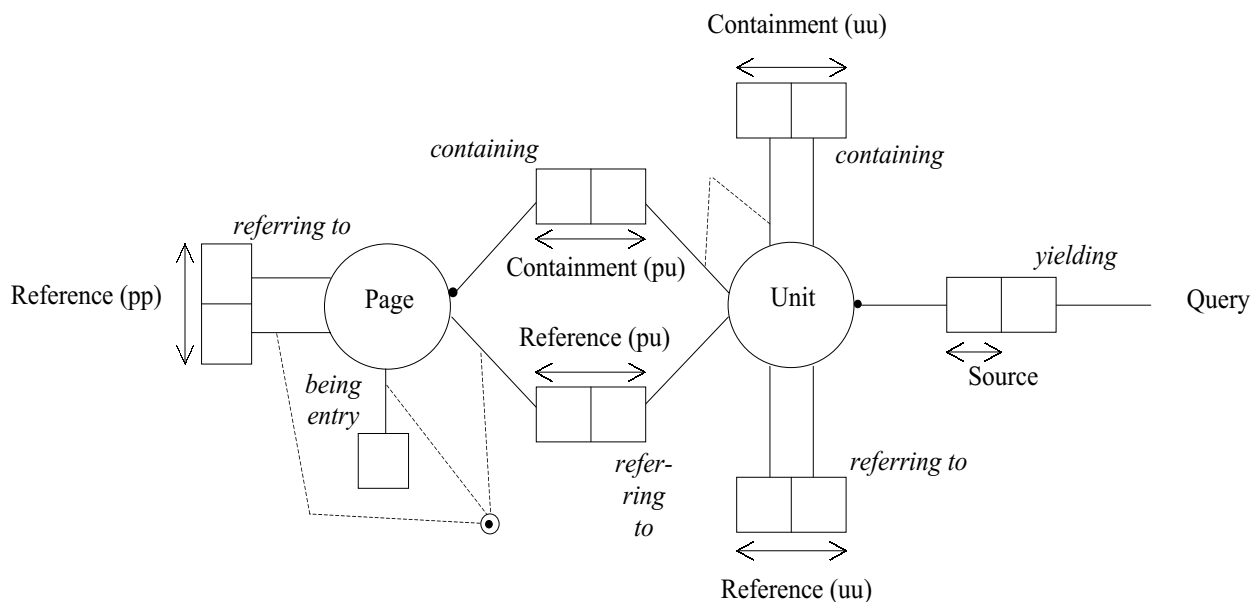 Containment (uu)
containing
containing
referring to
yielding
Containment (pu)
Reference (pp)
Page
Unit
Query
Reference (pu)
Source
being
entry
refer-
ring
to
referring to
Reference (uu)